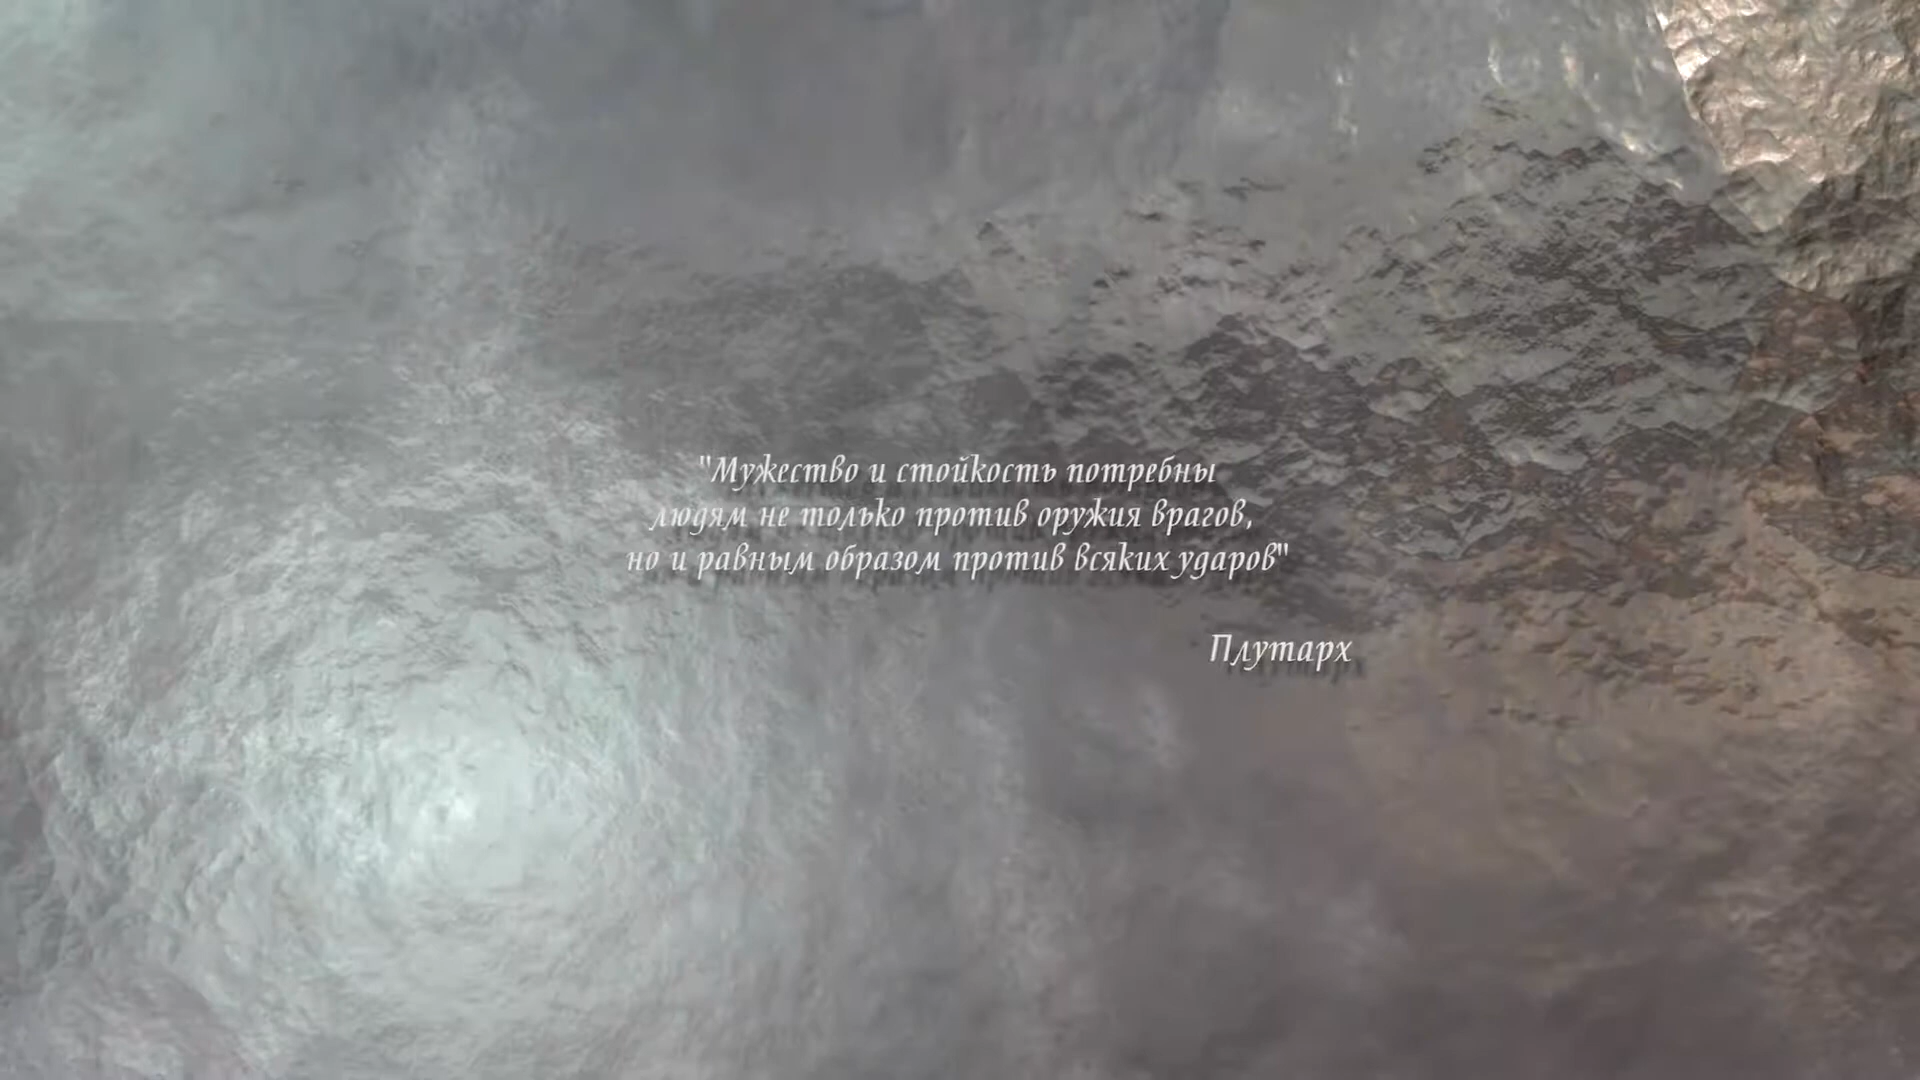 "Мужество и стойкость потребны
людям не только против оружия врагов,
но и равным образом против всяких ударов"
Плутарх